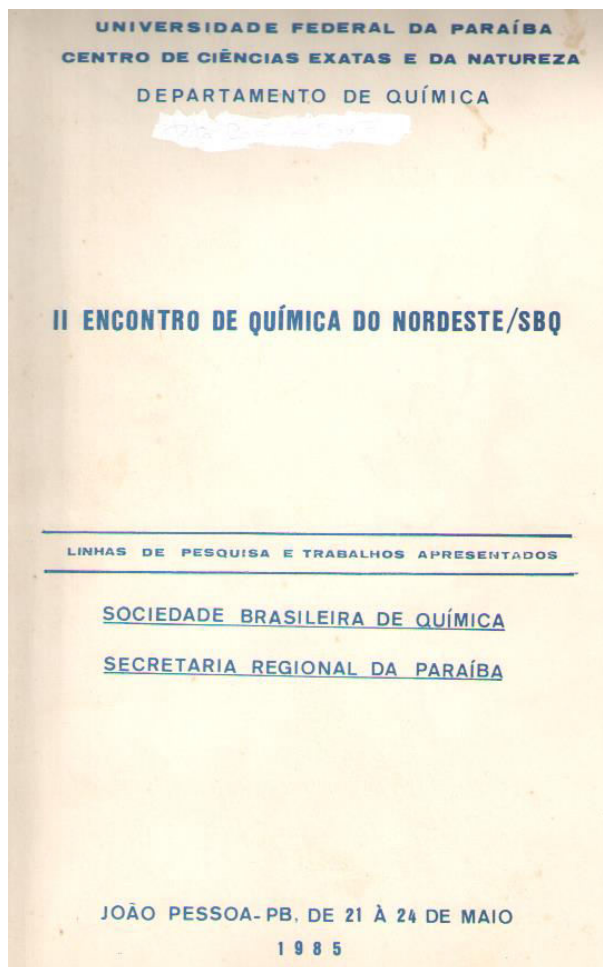 UNIVERSIDADE FEDERAL DA PARAÍBA
CENTRO DE CIÊNCIAS EXATAS E DA NATUREZA
DEPARTAMENTO DE QUÍMICA
II ENCONTRO DE QUÍMICA DO NORDESTE/SBQ
LINHAS DE PESQUISA E TRABALHOS APRESENTADOS
SOCIEDADE BRASILEIRA DE QUÍMICA
SECRETARIA REGIONAL DA PARAÍBA
JOÃO PESSOA-PB, DE 21 À 24 DE MAIO
1985